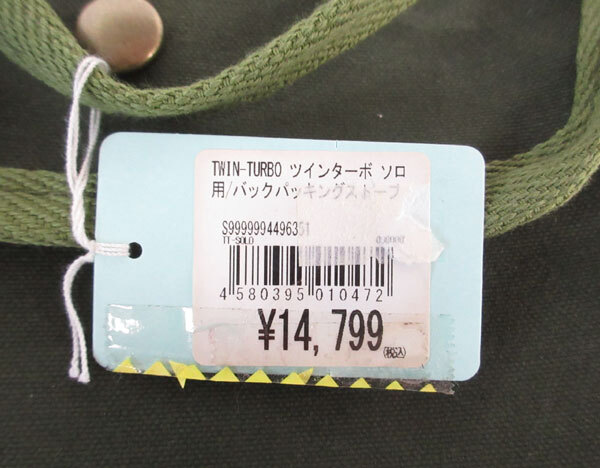 TWIN-TURBO ツインターボ ソロ
用/バックパッキングストーブ
S9999994496351
TT-SOLO
4 580395 010472
¥14,799
(税込)